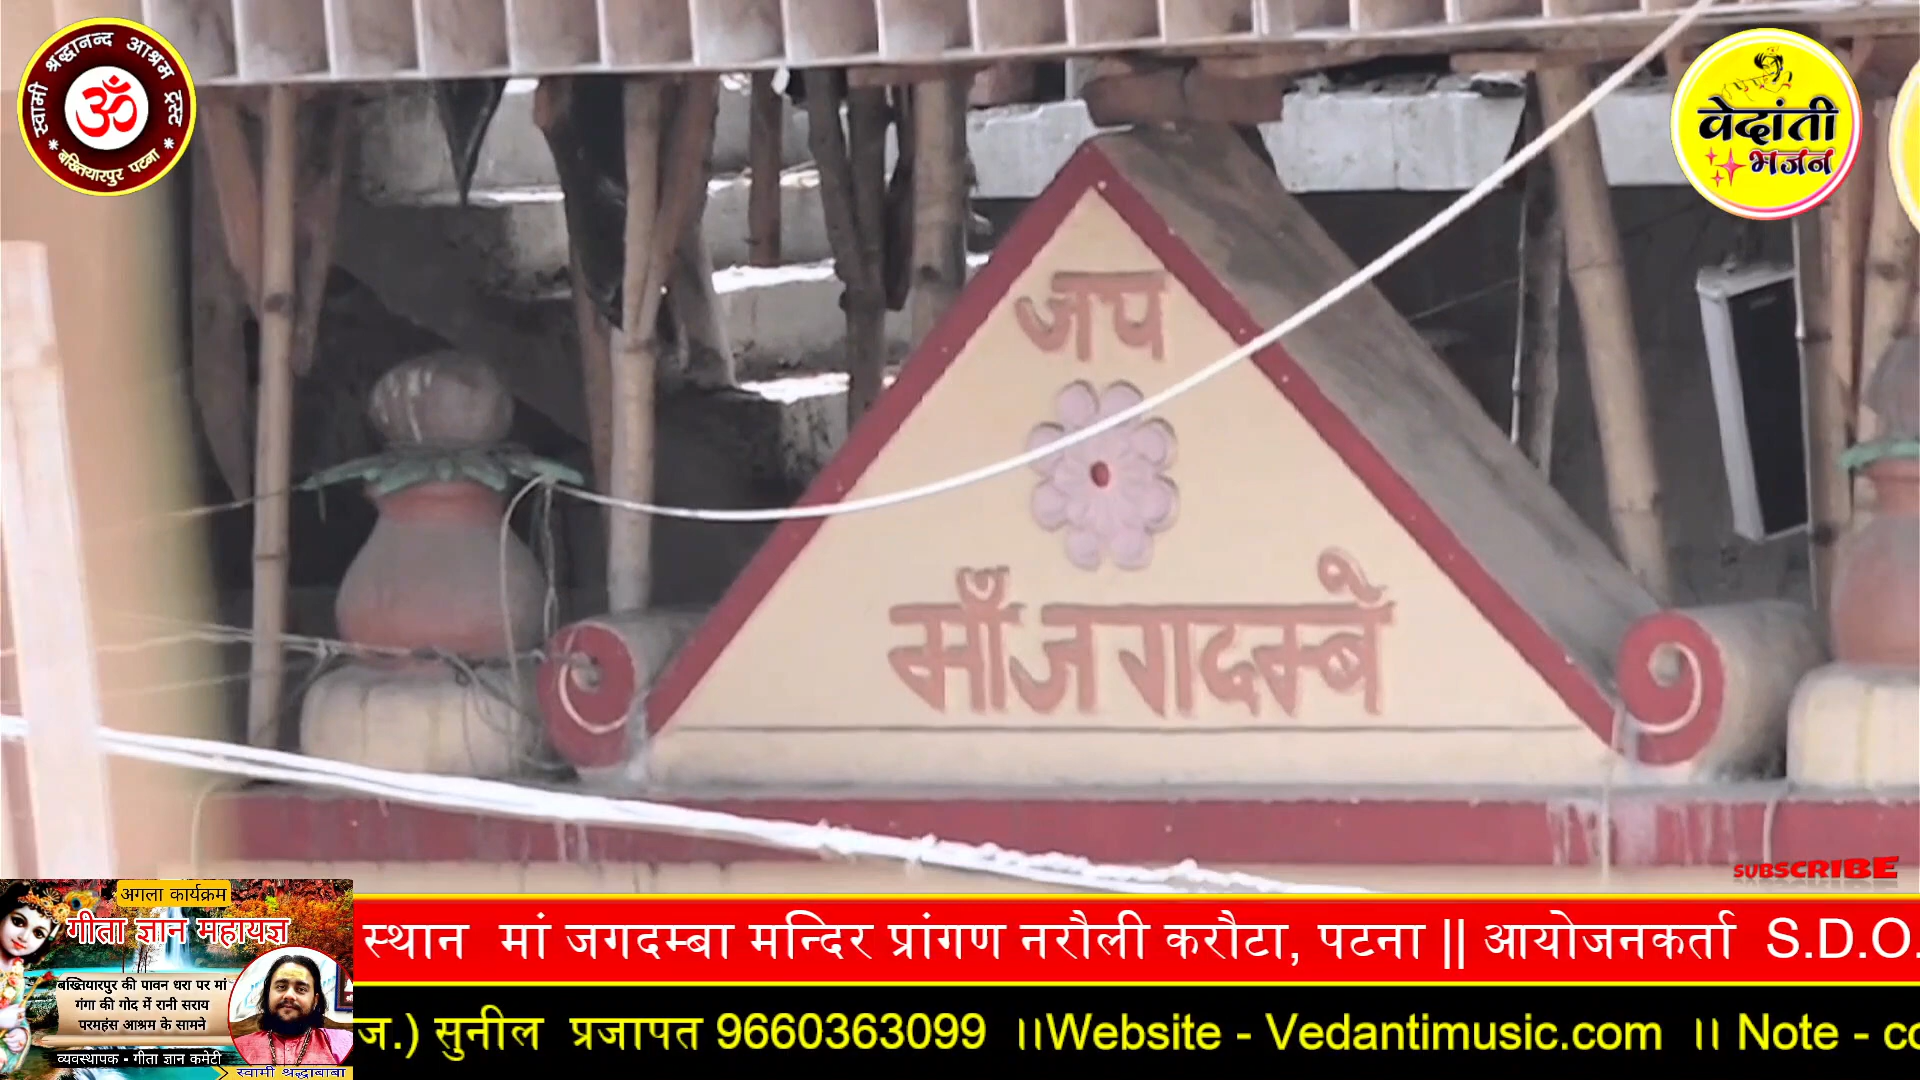 स्वामी श्रद्धानन्द आश्रम ट्रस्ट
* बख्तियारपुर पटना *
ॐ
वेदांती
भजन
जप
माँ जगदम्बे
SUBSCRIBE
अगला कार्यक्रम
गीता ज्ञान महायज्ञ
बख्तियारपुर की पावन धरा पर मां
गंगा की गोद में रानी सराय
परमहंस आश्रम के सामने
व्यवस्थापक - गीता ज्ञान कमेटी
स्वामी श्रद्धाबाबा
स्थान मां जगदम्बा मन्दिर प्रांगण नरौली करौटा, पटना || आयोजनकर्ता S.D.O.
ज.) सुनील प्रजापत 9660363099 ।।Website - Vedantimusic.com ।। Note - co